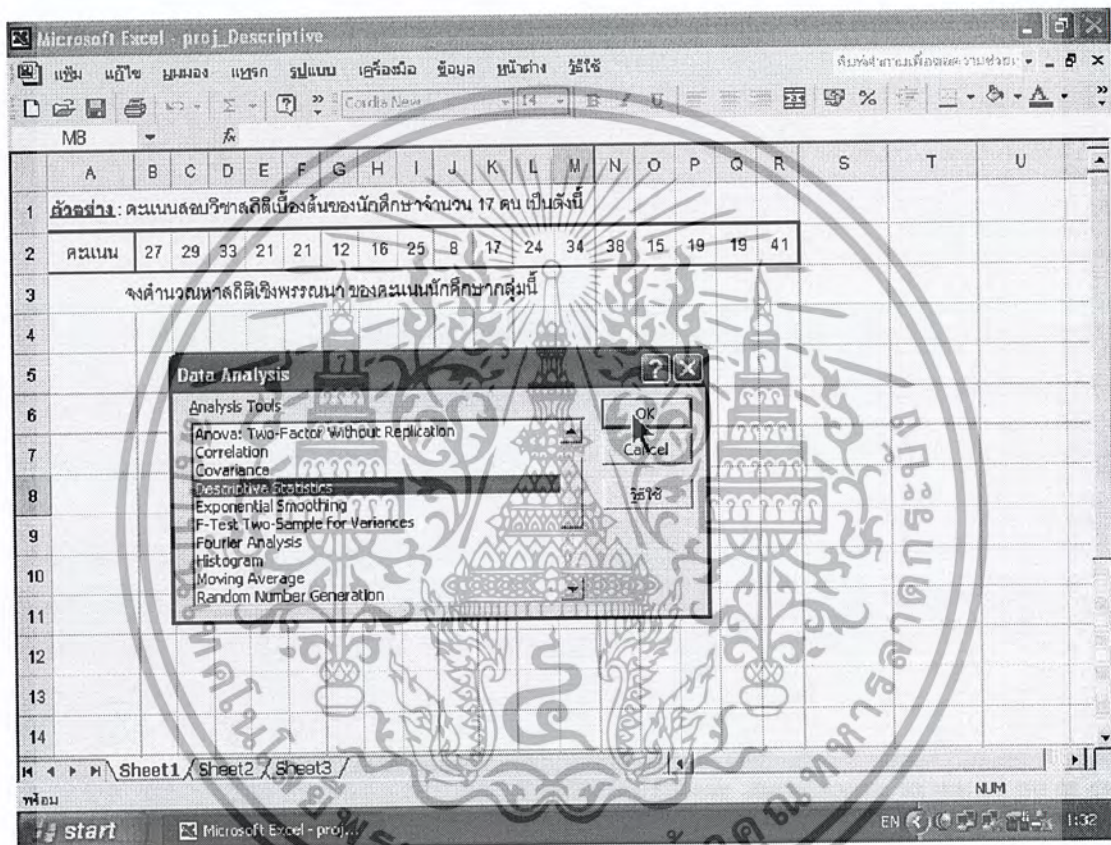 Microsoft Excel - proj_Descriptive
แฟ้ม แก้ไข มุมมอง แทรก รูปแบบ เครื่องมือ ข้อมูล หน้าต่าง วิธีใช้
Cordia New 14 B I U %
M8 fx
A B C D E F G H I J K L M N O P Q R S T U
1 ตัวอย่าง : คะแนนสอบวิชาสถิติเบื้องต้นของนักศึกษาจำนวน 17 คน เป็นดังนี้
2 คะแนน 27 29 33 21 21 12 16 25 8 17 24 34 38 15 19 19 41
3 จงคำนวณหาสถิติเชิงพรรณนา ของคะแนนนักศึกษากลุ่มนี้
4
5
6
7
8
9
10
11
12
13
14
Data Analysis
Analysis Tools
Anova: Two-Factor Without Replication
Correlation
Covariance
Descriptive Statistics
Exponential Smoothing
F-Test Two-Sample for Variances
Fourier Analysis
Histogram
Moving Average
Random Number Generation
OK
Cancel
วิธีใช้
Sheet1 Sheet2 Sheet3
พร้อม NUM
start Microsoft Excel - proj... EN 1:32